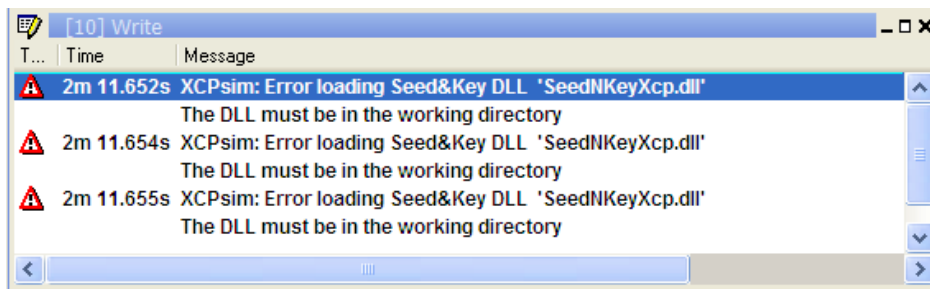 [10] Write
T... Time Message
2m 11.652s XCPsim: Error loading Seed&Key DLL 'SeedNKeyXcp.dll'
The DLL must be in the working directory
2m 11.654s XCPsim: Error loading Seed&Key DLL 'SeedNKeyXcp.dll'
The DLL must be in the working directory
2m 11.655s XCPsim: Error loading Seed&Key DLL 'SeedNKeyXcp.dll'
The DLL must be in the working directory